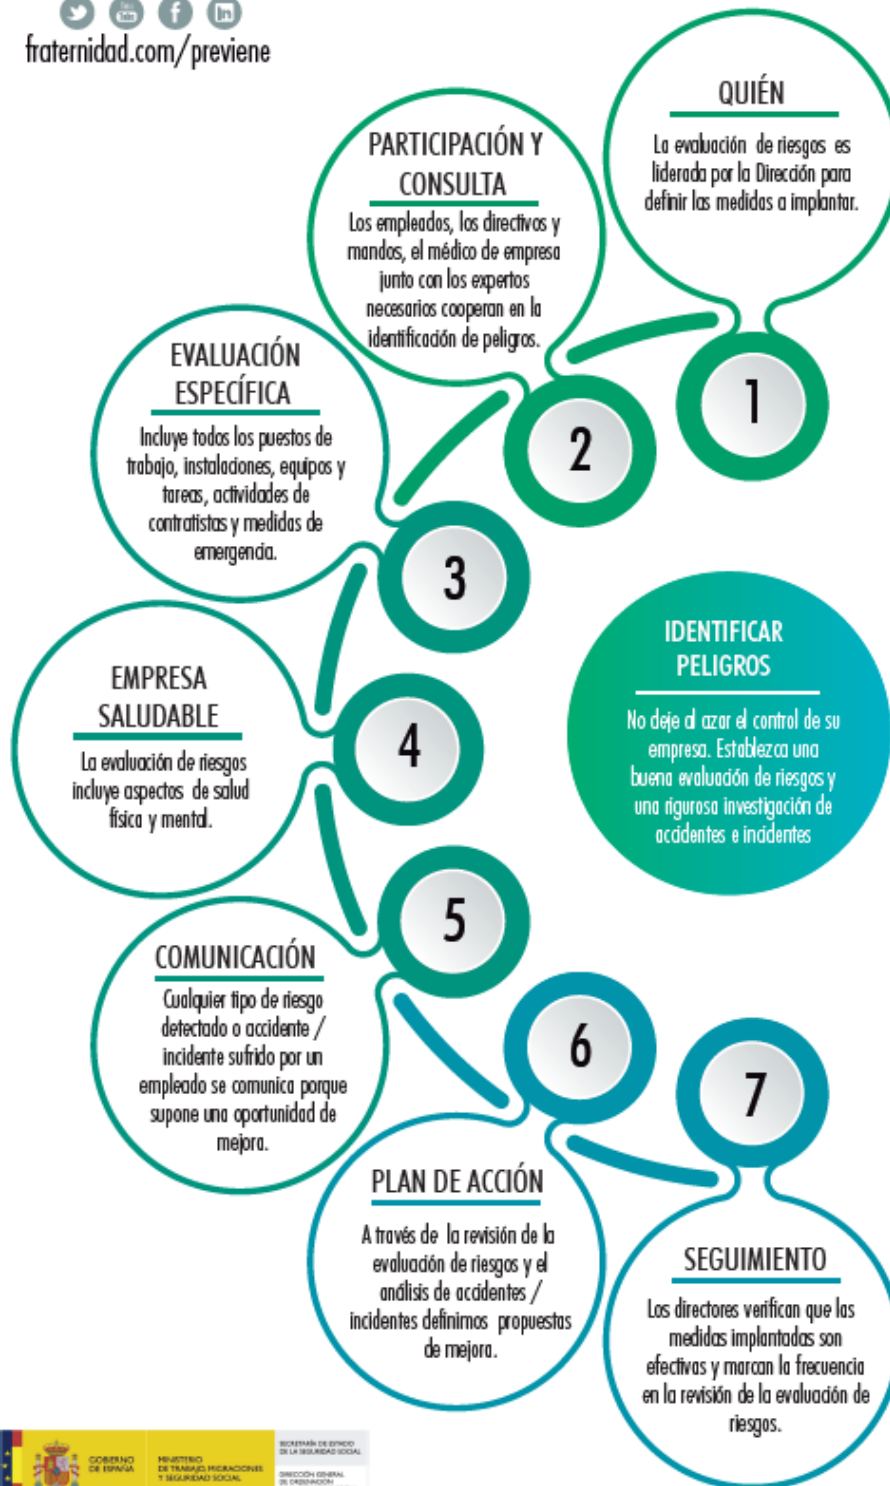 fraternidad.com/previene
QUIÉN
La evaluación de riesgos es
liderada por la Dirección para
definir las medidas a implantar.
1
PARTICIPACIÓN Y
CONSULTA
Los empleados, los directivos y
mandos, el médico de empresa
junto con los expertos
necesarios cooperan en la
identificación de peligros.
2
EVALUACIÓN
ESPECÍFICA
Incluye todos los puestos de
trabajo, instalaciones, equipos y
tareas, actividades de
contratistas y medidas de
emergencia.
3
EMPRESA
SALUDABLE
La evaluación de riesgos
incluye aspectos de salud
física y mental.
4
COMUNICACIÓN
Cualquier tipo de riesgo
detectado o accidente /
incidente sufrido por un
empleado se comunica porque
supone una oportunidad de
mejora.
5
PLAN DE ACCIÓN
A través de la revisión de la
evaluación de riesgos y el
análisis de accidentes /
incidentes definimos propuestas
de mejora.
6
SEGUIMIENTO
Los directores verifican que las
medidas implantadas son
efectivas y marcan la frecuencia
en la revisión de la evaluación de
riesgos.
7
IDENTIFICAR
PELIGROS
No deje al azar el control de su
empresa. Establezca una
buena evaluación de riesgos y
una rigurosa investigación de
accidentes e incidentes
GOBIERNO
DE ESPAÑA
MINISTERIO
DE TRABAJO, MIGRACIONES
Y SEGURIDAD SOCIAL
SECRETARÍA DE ESTADO
DE LA SEGURIDAD SOCIAL
DIRECCIÓN GENERAL
DE ORDENACIÓN